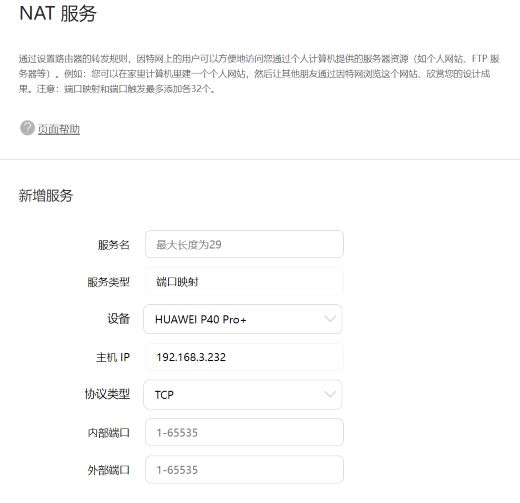 NAT 服务
通过设置路由器的转发规则，因特网上的用户可以方便地访问您通过个人计算机提供的服务器资源（如个人网站、FTP 服
务器等）。例如：您可以在家里计算机里建一个个人网站，然后让其他朋友通过因特网浏览这个网站、欣赏您的设计成
果。注意：端口映射和端口触发最多添加各32个。
? 页面帮助
新增服务
服务名 最大长度为29
服务类型 端口映射
设备 HUAWEI P40 Pro+
主机 IP 192.168.3.232
协议类型 TCP
内部端口 1-65535
外部端口 1-65535